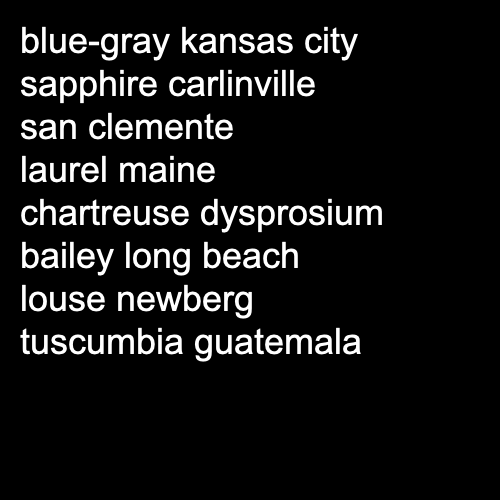 blue-gray kansas city
sapphire carlinville
san clemente
laurel maine
chartreuse dysprosium
bailey long beach
louse newberg
tuscumbia guatemala